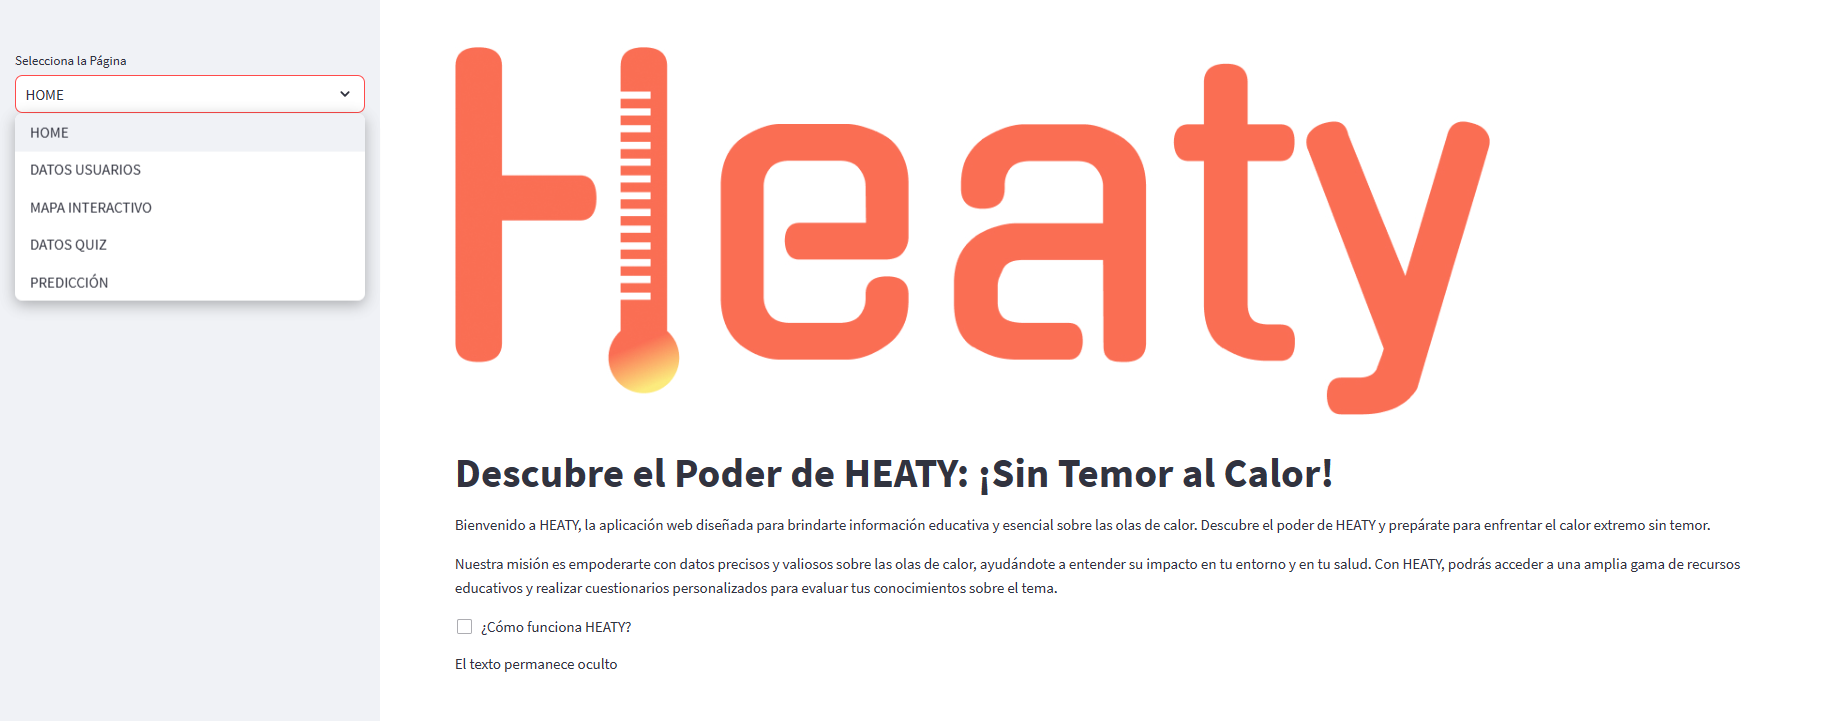 Selecciona la Página
HOME
HOME
DATOS USUARIOS
MAPA INTERACTIVO
DATOS QUIZ
PREDICCIÓN
Heaty
Descubre el Poder de HEATY: ¡Sin Temor al Calor!
Bienvenido a HEATY, la aplicación web diseñada para brindarte información educativa y esencial sobre las olas de calor. Descubre el poder de HEATY y prepárate para enfrentar el calor extremo sin temor.
Nuestra misión es empoderarte con datos precisos y valiosos sobre las olas de calor, ayudándote a entender su impacto en tu entorno y en tu salud. Con HEATY, podrás acceder a una amplia gama de recursos
educativos y realizar cuestionarios personalizados para evaluar tus conocimientos sobre el tema.
¿Cómo funciona HEATY?
El texto permanece oculto